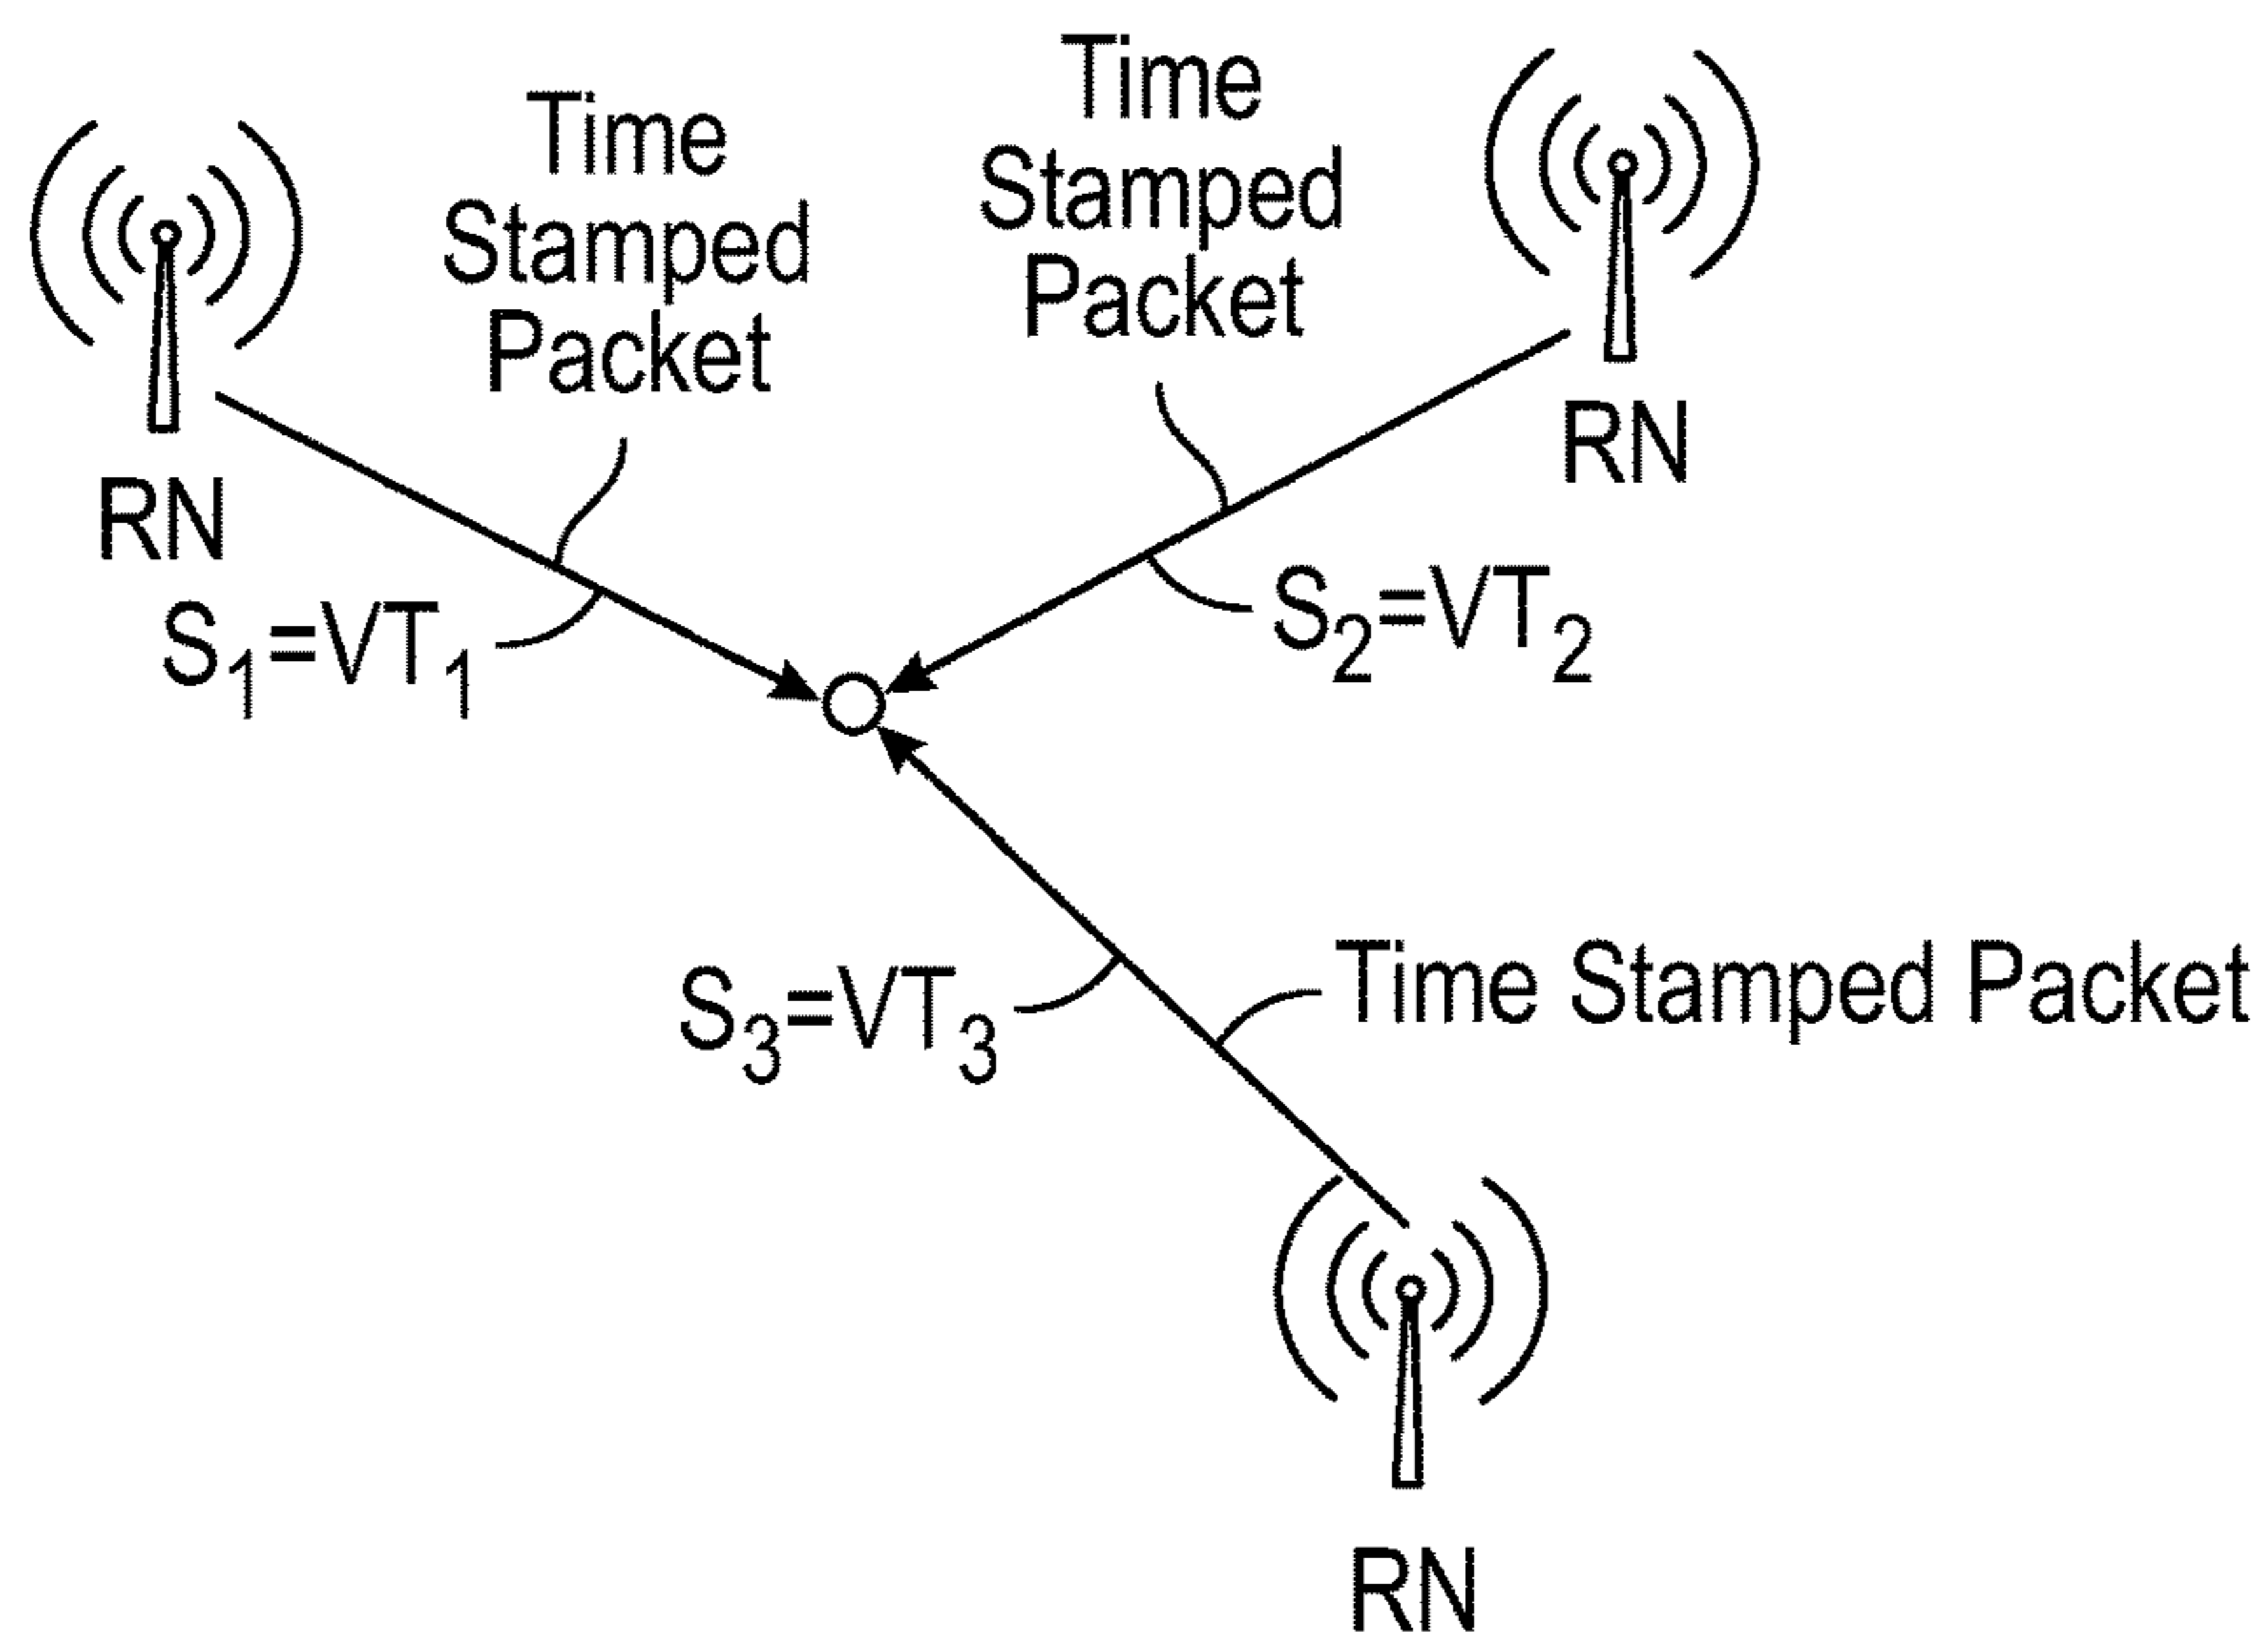 Time
Stamped
Packet
Time
Stamped
Packet
RN
RN
S₁=VT₁
S₂=VT₂
S₃=VT₃
Time Stamped Packet
RN